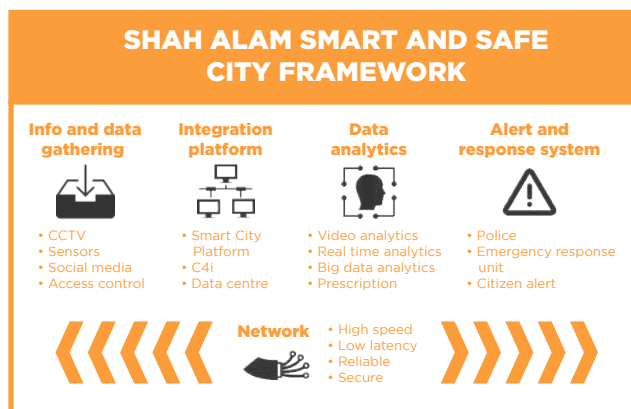 SHAH ALAM SMART AND SAFE
CITY FRAMEWORK
Info and data
gathering
• CCTV
• Sensors
• Social media
• Access control
Integration
platform
• Smart City
Platform
• C4i
• Data centre
Data
analytics
• Video analytics
• Real time analytics
• Big data analytics
• Prescription
Alert and
response system
• Police
• Emergency response
unit
• Citizen alert
Network
• High speed
• Low latency
• Reliable
• Secure